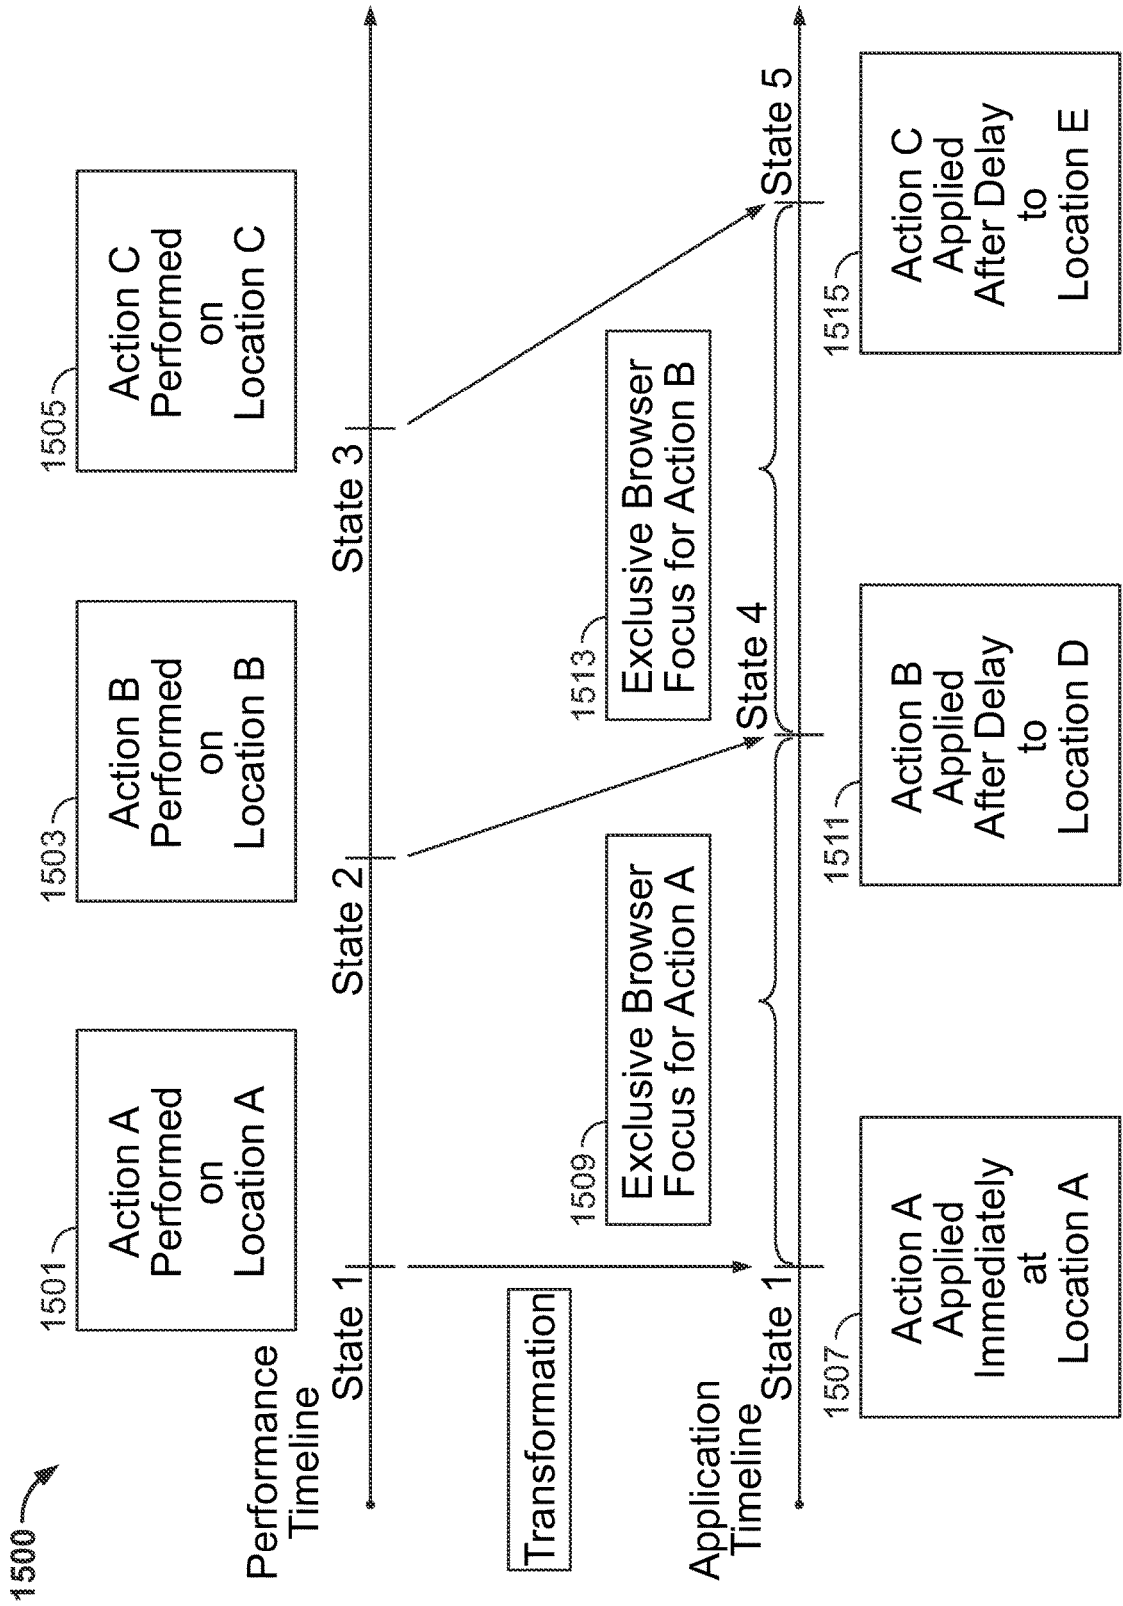 1500
1501
Action A
Performed
on
Location A
1503
Action B
Performed
on
Location B
1505
Action C
Performed
on
Location C
Performance
Timeline
State 1
State 2
State 3
Transformation
1509
Exclusive Browser
Focus for Action A
1513
Exclusive Browser
Focus for Action B
Application
Timeline
State 1
State 4
State 5
1507
Action A
Applied
Immediately
at
Location A
1511
Action B
Applied
After Delay
to
Location D
1515
Action C
Applied
After Delay
to
Location E